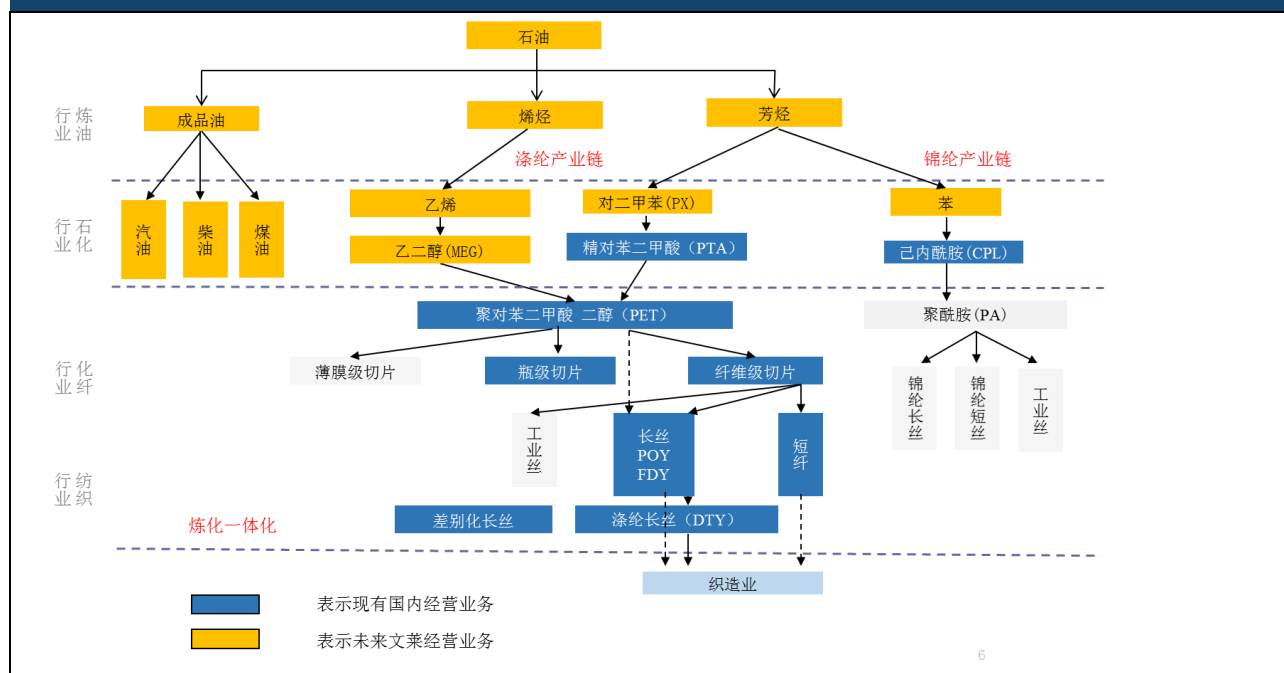 石油
炼油
行业
成品油
烯烃
芳烃
涤纶产业链
锦纶产业链
石化
行业
汽油
柴油
煤油
乙烯
对二甲苯(PX)
苯
乙二醇(MEG)
精对苯二甲酸（PTA）
己内酰胺(CPL)
聚对苯二甲酸 二醇（PET）
聚酰胺(PA)
化纤
行业
薄膜级切片
瓶级切片
纤维级切片
锦纶长丝
锦纶短丝
工业丝
工业丝
长丝
POY
FDY
短纤
纺织
行业
炼化一体化
差别化长丝
涤纶长丝（DTY）
织造业
表示现有国内经营业务
表示未来文莱经营业务
6